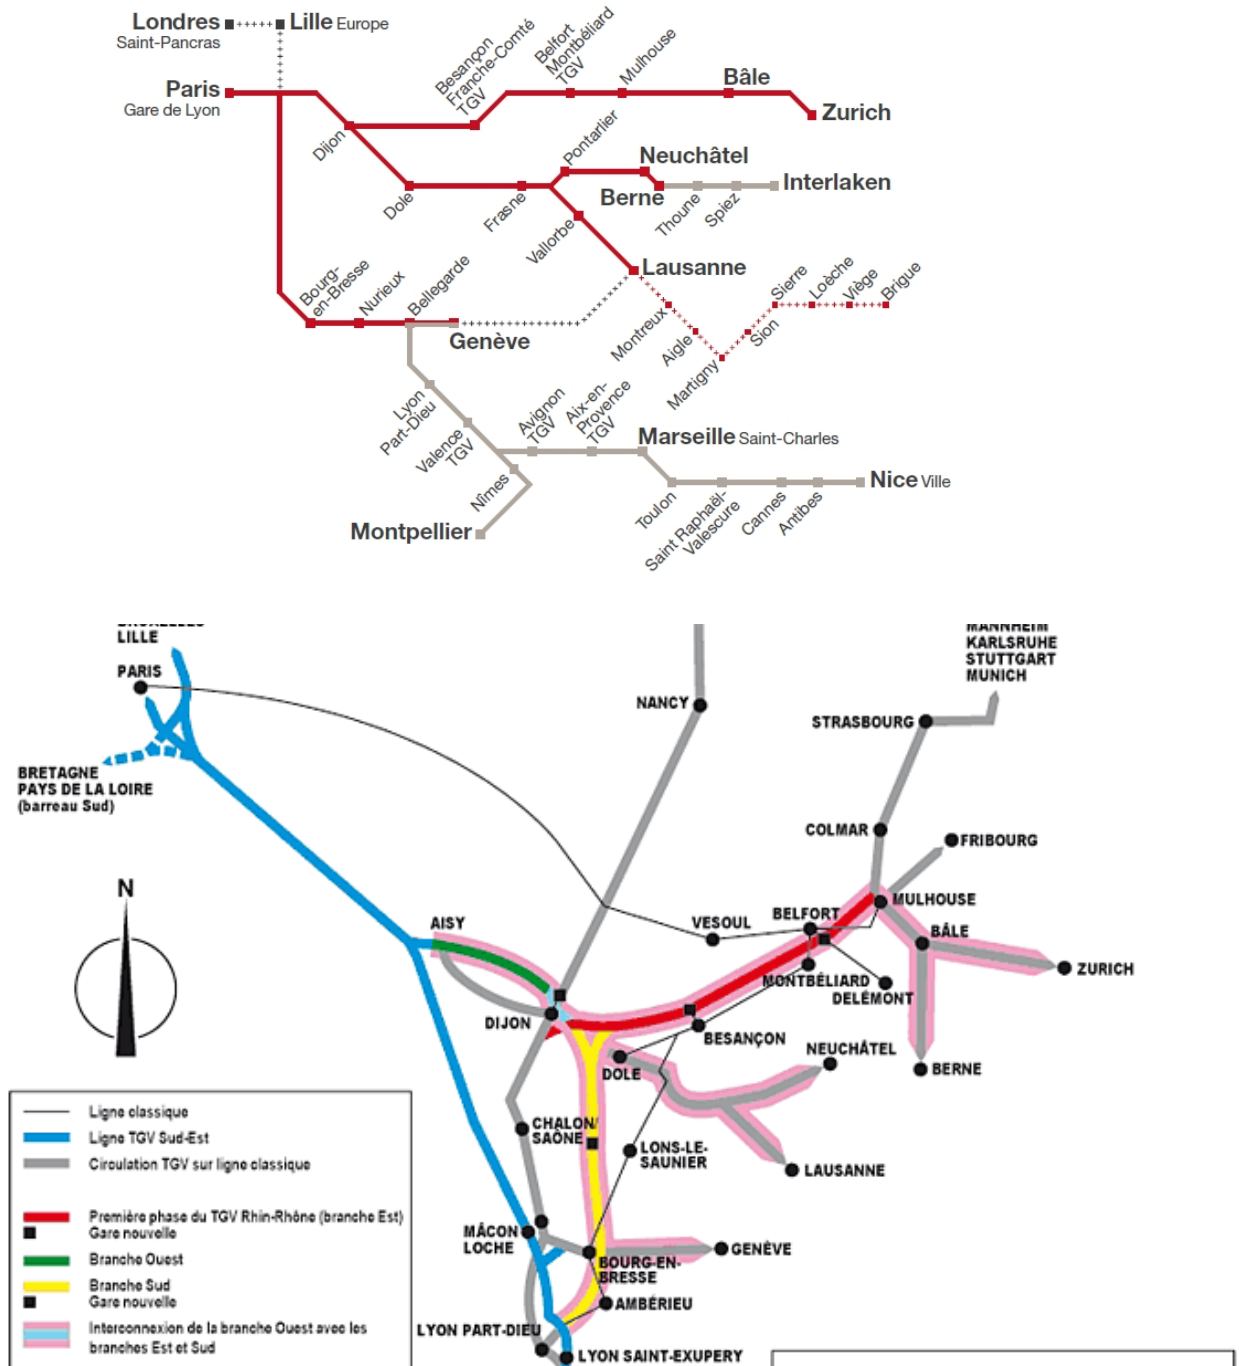 Londres
Saint-Pancras
Lille Europe
Paris
Gare de Lyon
Dijon
Besançon
Franche-Comté
TGV
Belfort
Montbéliard
TGV
Mulhouse
Bâle
Zurich
Dole
Frasne
Pontarlier
Neuchâtel
Berne
Thoune
Spiez
Interlaken
Vallorbe
Lausanne
Montreux
Aigle
Martigny
Sion
Sierre
Loèche
Viège
Brigue
Bourg-
en-Bresse
Nurieux
Bellegarde
Genève
Lyon
Part-Dieu
Valence
TGV
Avignon
TGV
Aix-en-
Provence
TGV
Marseille Saint-Charles
Nîmes
Montpellier
Toulon
Saint Raphaël-
Valescure
Cannes
Antibes
Nice Ville
BRUXELLES
LILLE
PARIS
BRETAGNE
PAYS DE LA LOIRE
(barreau Sud)
N
NANCY
MANNHEIM
KARLSRUHE
STUTTGART
MUNICH
STRASBOURG
COLMAR
FRIBOURG
MULHOUSE
AISY
VESOUL
BELFORT
BÂLE
ZURICH
MONTBÉLIARD
DELÉMONT
DIJON
BESANÇON
DOLE
NEUCHÂTEL
BERNE
CHALON/
SAÔNE
LONS-LE-
SAUNIER
LAUSANNE
MÂCON
LOCHE
BOURG-EN-
BRESSE
GENÈVE
AMBÉRIEU
LYON PART-DIEU
LYON SAINT-EXUPERY
Ligne classique
Ligne TGV Sud-Est
Circulation TGV sur ligne classique
Première phase du TGV Rhin-Rhône (branche Est)
Gare nouvelle
Branche Ouest
Branche Sud
Gare nouvelle
Interconnexion de la branche Ouest avec les
branches Est et Sud